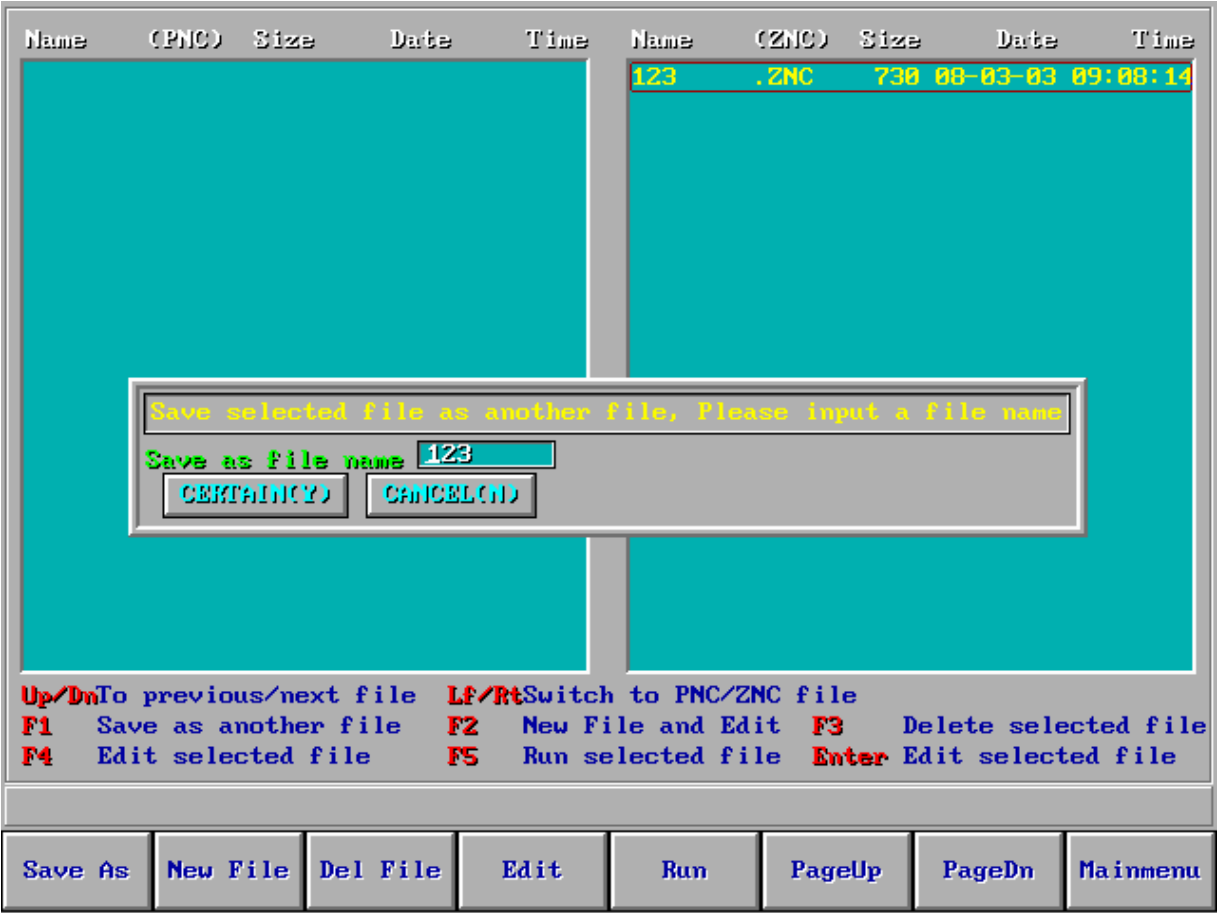 Name (PNC) Size Date Time Name (ZNC) Size Date Time
123 .ZNC 730 08-03-03 09:08:14
Save selected file as another file, Please input a file name
Save as file name 123
CERTAIN(Y) CANCEL(N)
Up/DnTo previous/next file Lf/RtSwitch to PNC/ZNC file
F1 Save as another file F2 New File and Edit F3 Delete selected file
F4 Edit selected file F5 Run selected file Enter Edit selected file
Save As New File Del File Edit Run PageUp PageDn Mainmenu